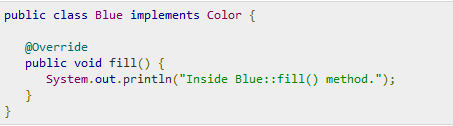 public class Blue implements Color {
@Override
public void fill() {
System.out.println("Inside Blue::fill() method.");
}
}